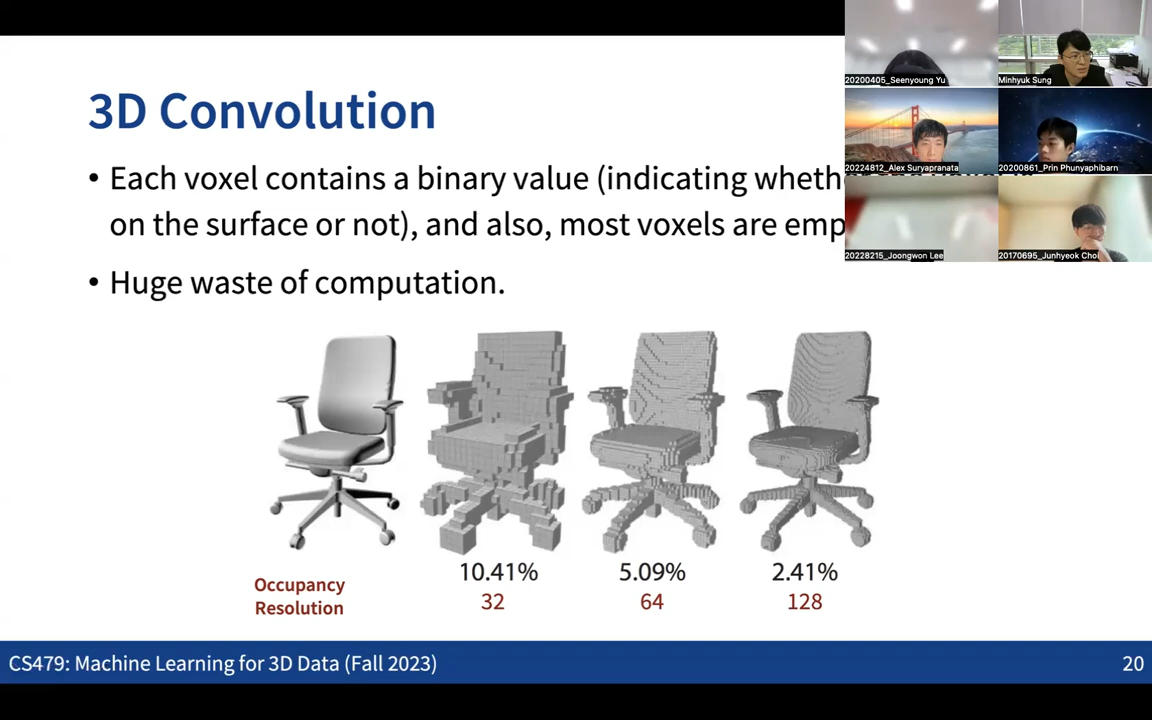 20200405_Seenyoung Yu
Minhyuk Sung
20224812_Alex Suryapranata
20200861_Prin Phunyaphibarn
20228215_Joongwon Lee
20170695_Junhyeok Choi
3D Convolution
• Each voxel contains a binary value (indicating wheth
on the surface or not), and also, most voxels are emp
• Huge waste of computation.
10.41% 5.09% 2.41%
Occupancy
Resolution 32 64 128
CS479: Machine Learning for 3D Data (Fall 2023) 20